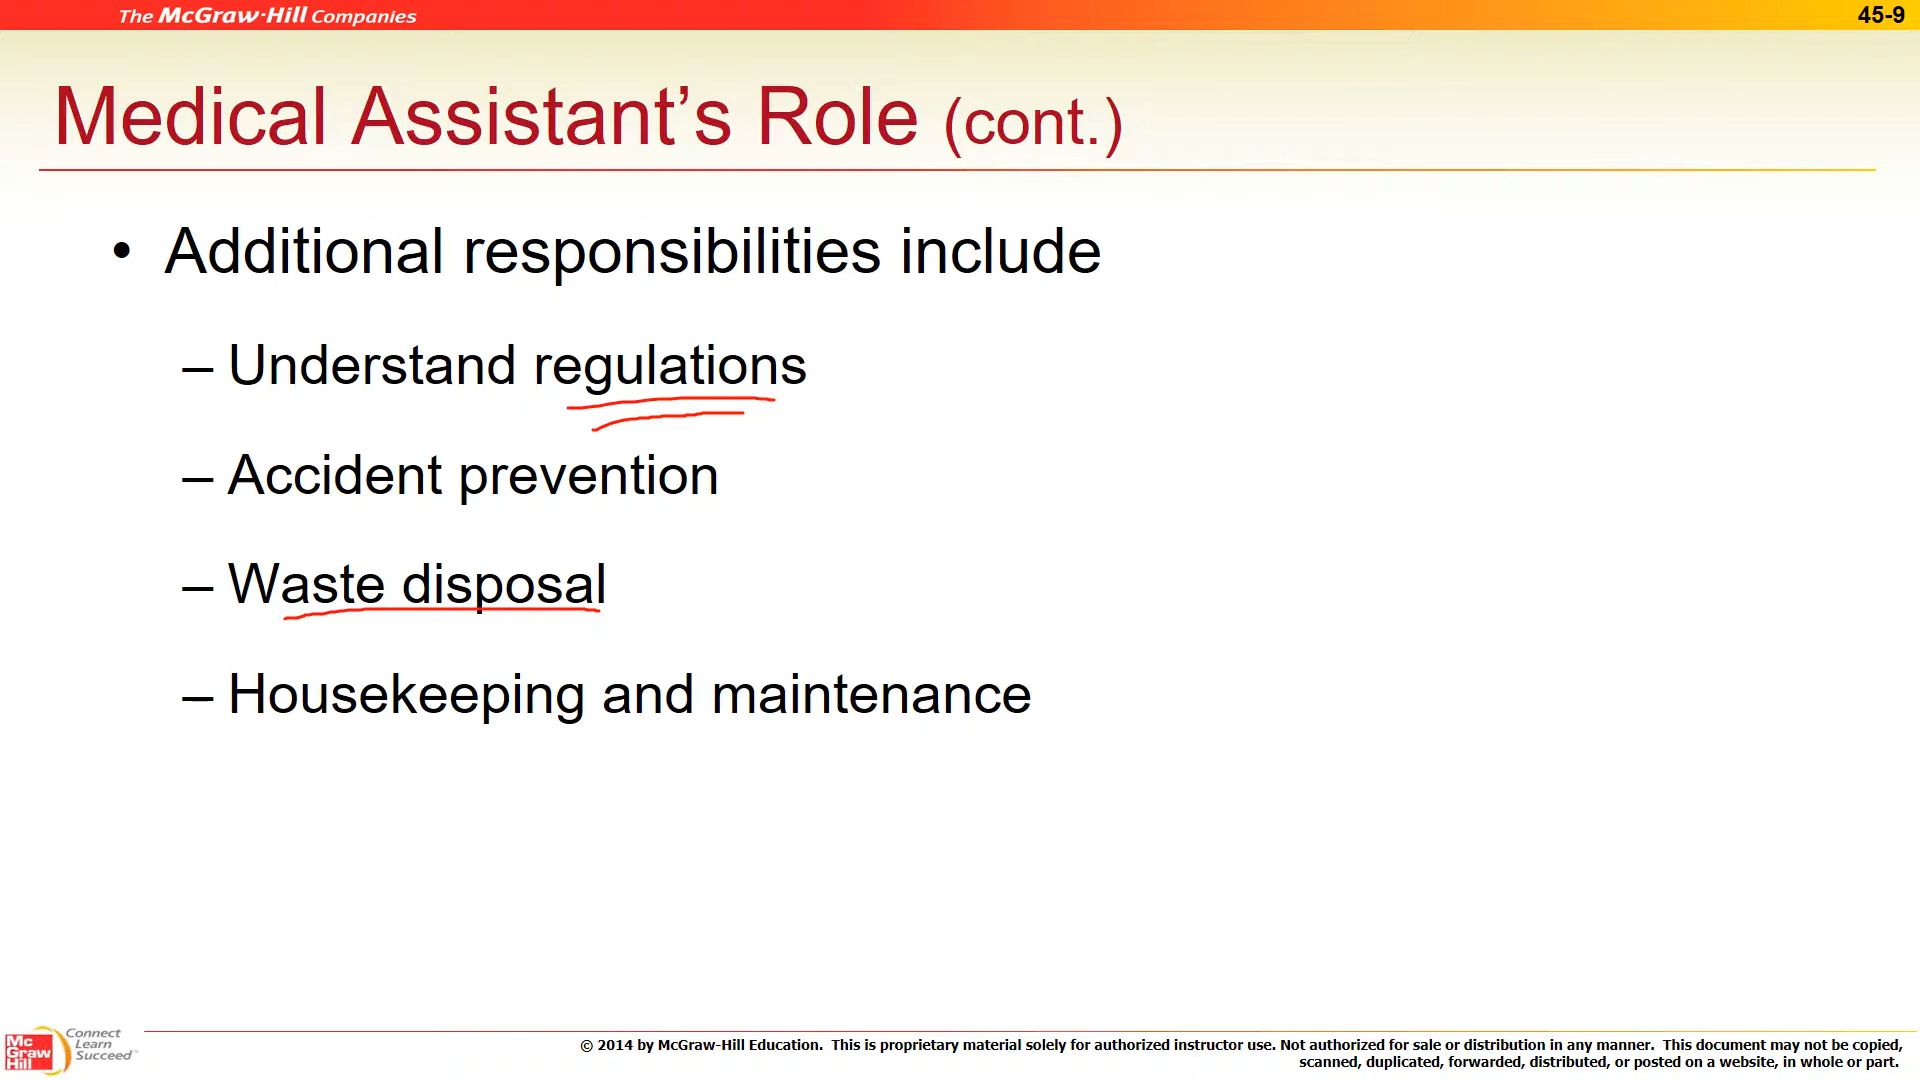 The McGraw-Hill Companies
45-9
Medical Assistant’s Role (cont.)
• Additional responsibilities include
– Understand regulations
– Accident prevention
– Waste disposal
– Housekeeping and maintenance
Mc
Graw
Hill
Connect
Learn
Succeed™
© 2014 by McGraw-Hill Education. This is proprietary material solely for authorized instructor use. Not authorized for sale or distribution in any manner. This document may not be copied,
scanned, duplicated, forwarded, distributed, or posted on a website, in whole or part.